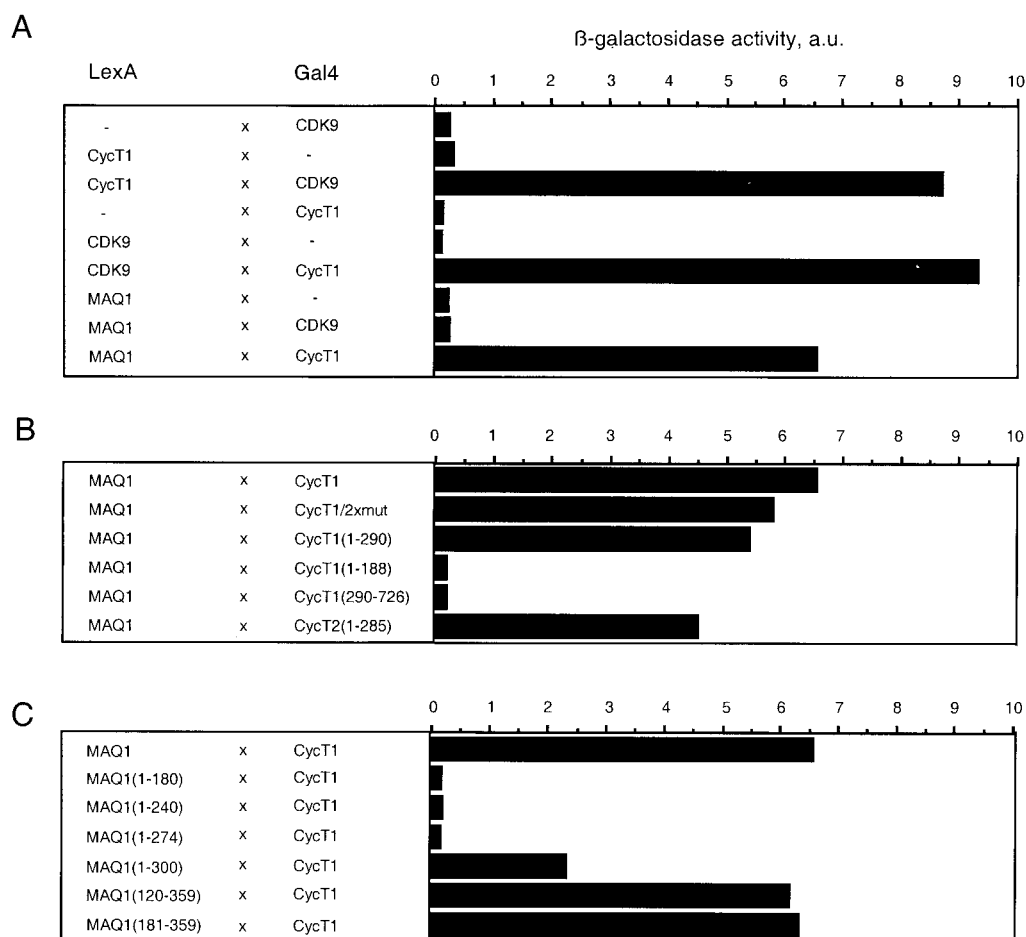 A
ß-galactosidase activity, a.u.
LexA Gal4 0 1 2 3 4 5 6 7 8 9 10
- x CDK9
CycT1 x -
CycT1 x CDK9
- x CycT1
CDK9 x -
CDK9 x CycT1
MAQ1 x -
MAQ1 x CDK9
MAQ1 x CycT1
B
0 1 2 3 4 5 6 7 8 9 10
MAQ1 x CycT1
MAQ1 x CycT1/2xmut
MAQ1 x CycT1(1-290)
MAQ1 x CycT1(1-188)
MAQ1 x CycT1(290-726)
MAQ1 x CycT2(1-285)
C
0 1 2 3 4 5 6 7 8 9 10
MAQ1 x CycT1
MAQ1(1-180) x CycT1
MAQ1(1-240) x CycT1
MAQ1(1-274) x CycT1
MAQ1(1-300) x CycT1
MAQ1(120-359) x CycT1
MAQ1(181-359) x CycT1